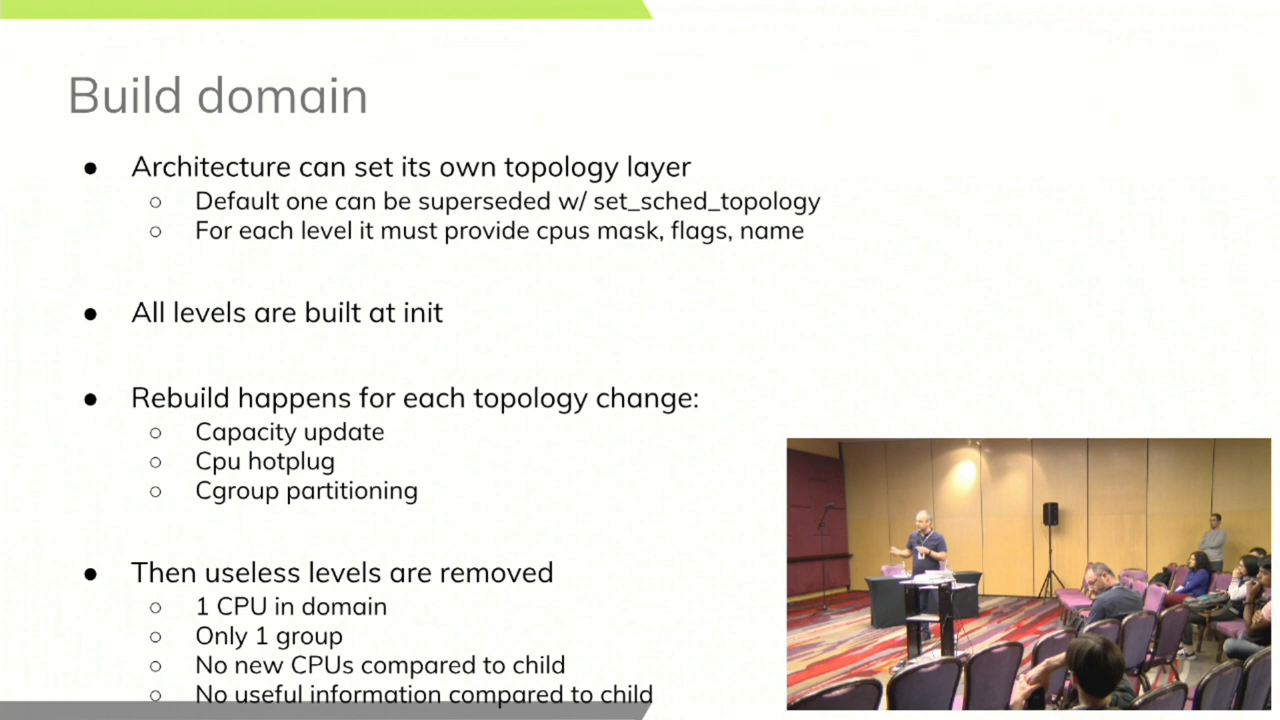 Build domain
● Architecture can set its own topology layer
○ Default one can be superseded w/ set_sched_topology
○ For each level it must provide cpus mask, flags, name
● All levels are built at init
● Rebuild happens for each topology change:
○ Capacity update
○ Cpu hotplug
○ Cgroup partitioning
● Then useless levels are removed
○ 1 CPU in domain
○ Only 1 group
○ No new CPUs compared to child
○ No useful information compared to child